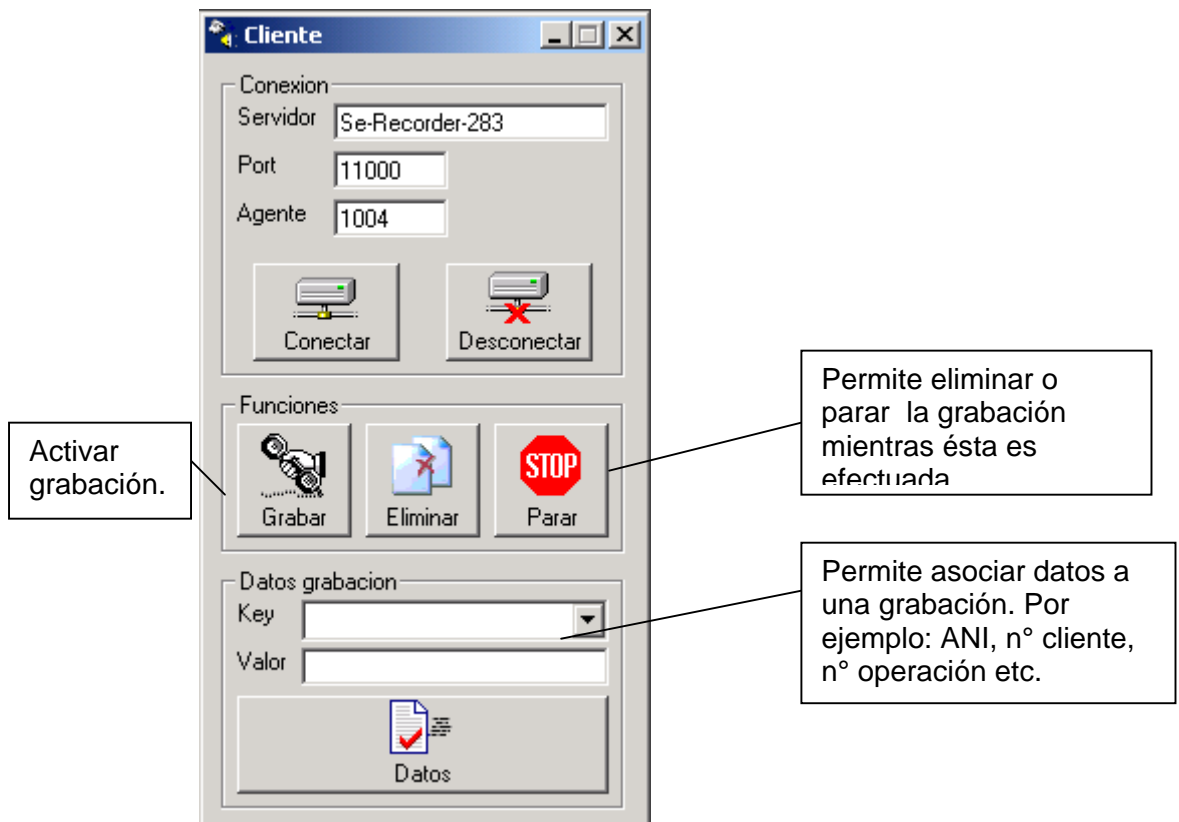 Cliente
Conexion
Servidor Se-Recorder-283
Port 11000
Agente 1004
Conectar Desconectar
Funciones
STOP
Grabar Eliminar Parar
Datos grabacion
Key
Valor
Datos
Activar
grabación.
Permite eliminar o
parar la grabación
mientras ésta es
efectuada
Permite asociar datos a
una grabación. Por
ejemplo: ANI, n° cliente,
n° operación etc.